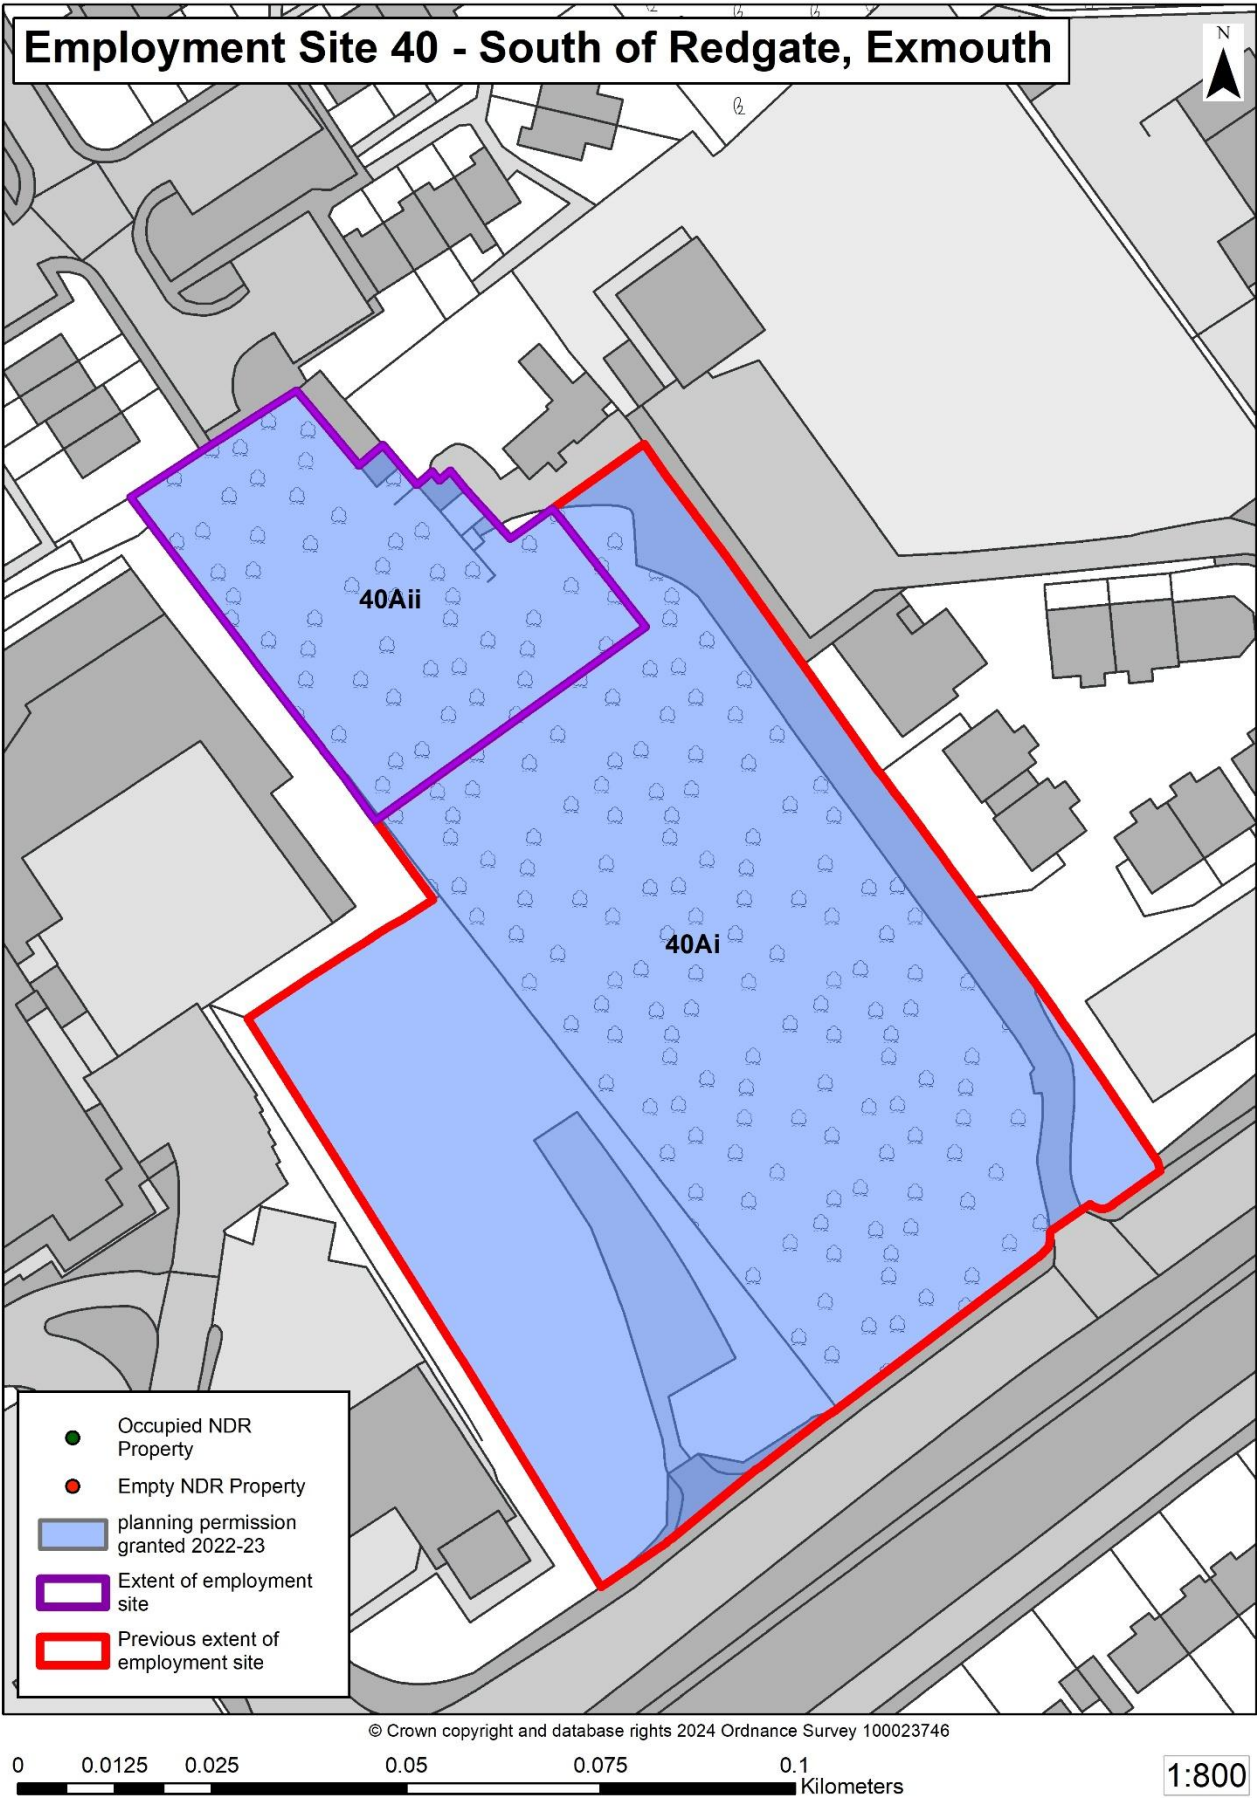 Employment Site 40 - South of Redgate, Exmouth
N
40Aii
40Ai
Occupied NDR
Property
Empty NDR Property
planning permission
granted 2022-23
Extent of employment
site
Previous extent of
employment site
© Crown copyright and database rights 2024 Ordnance Survey 100023746
0 0.0125 0.025 0.05 0.075 0.1
Kilometers
1:800